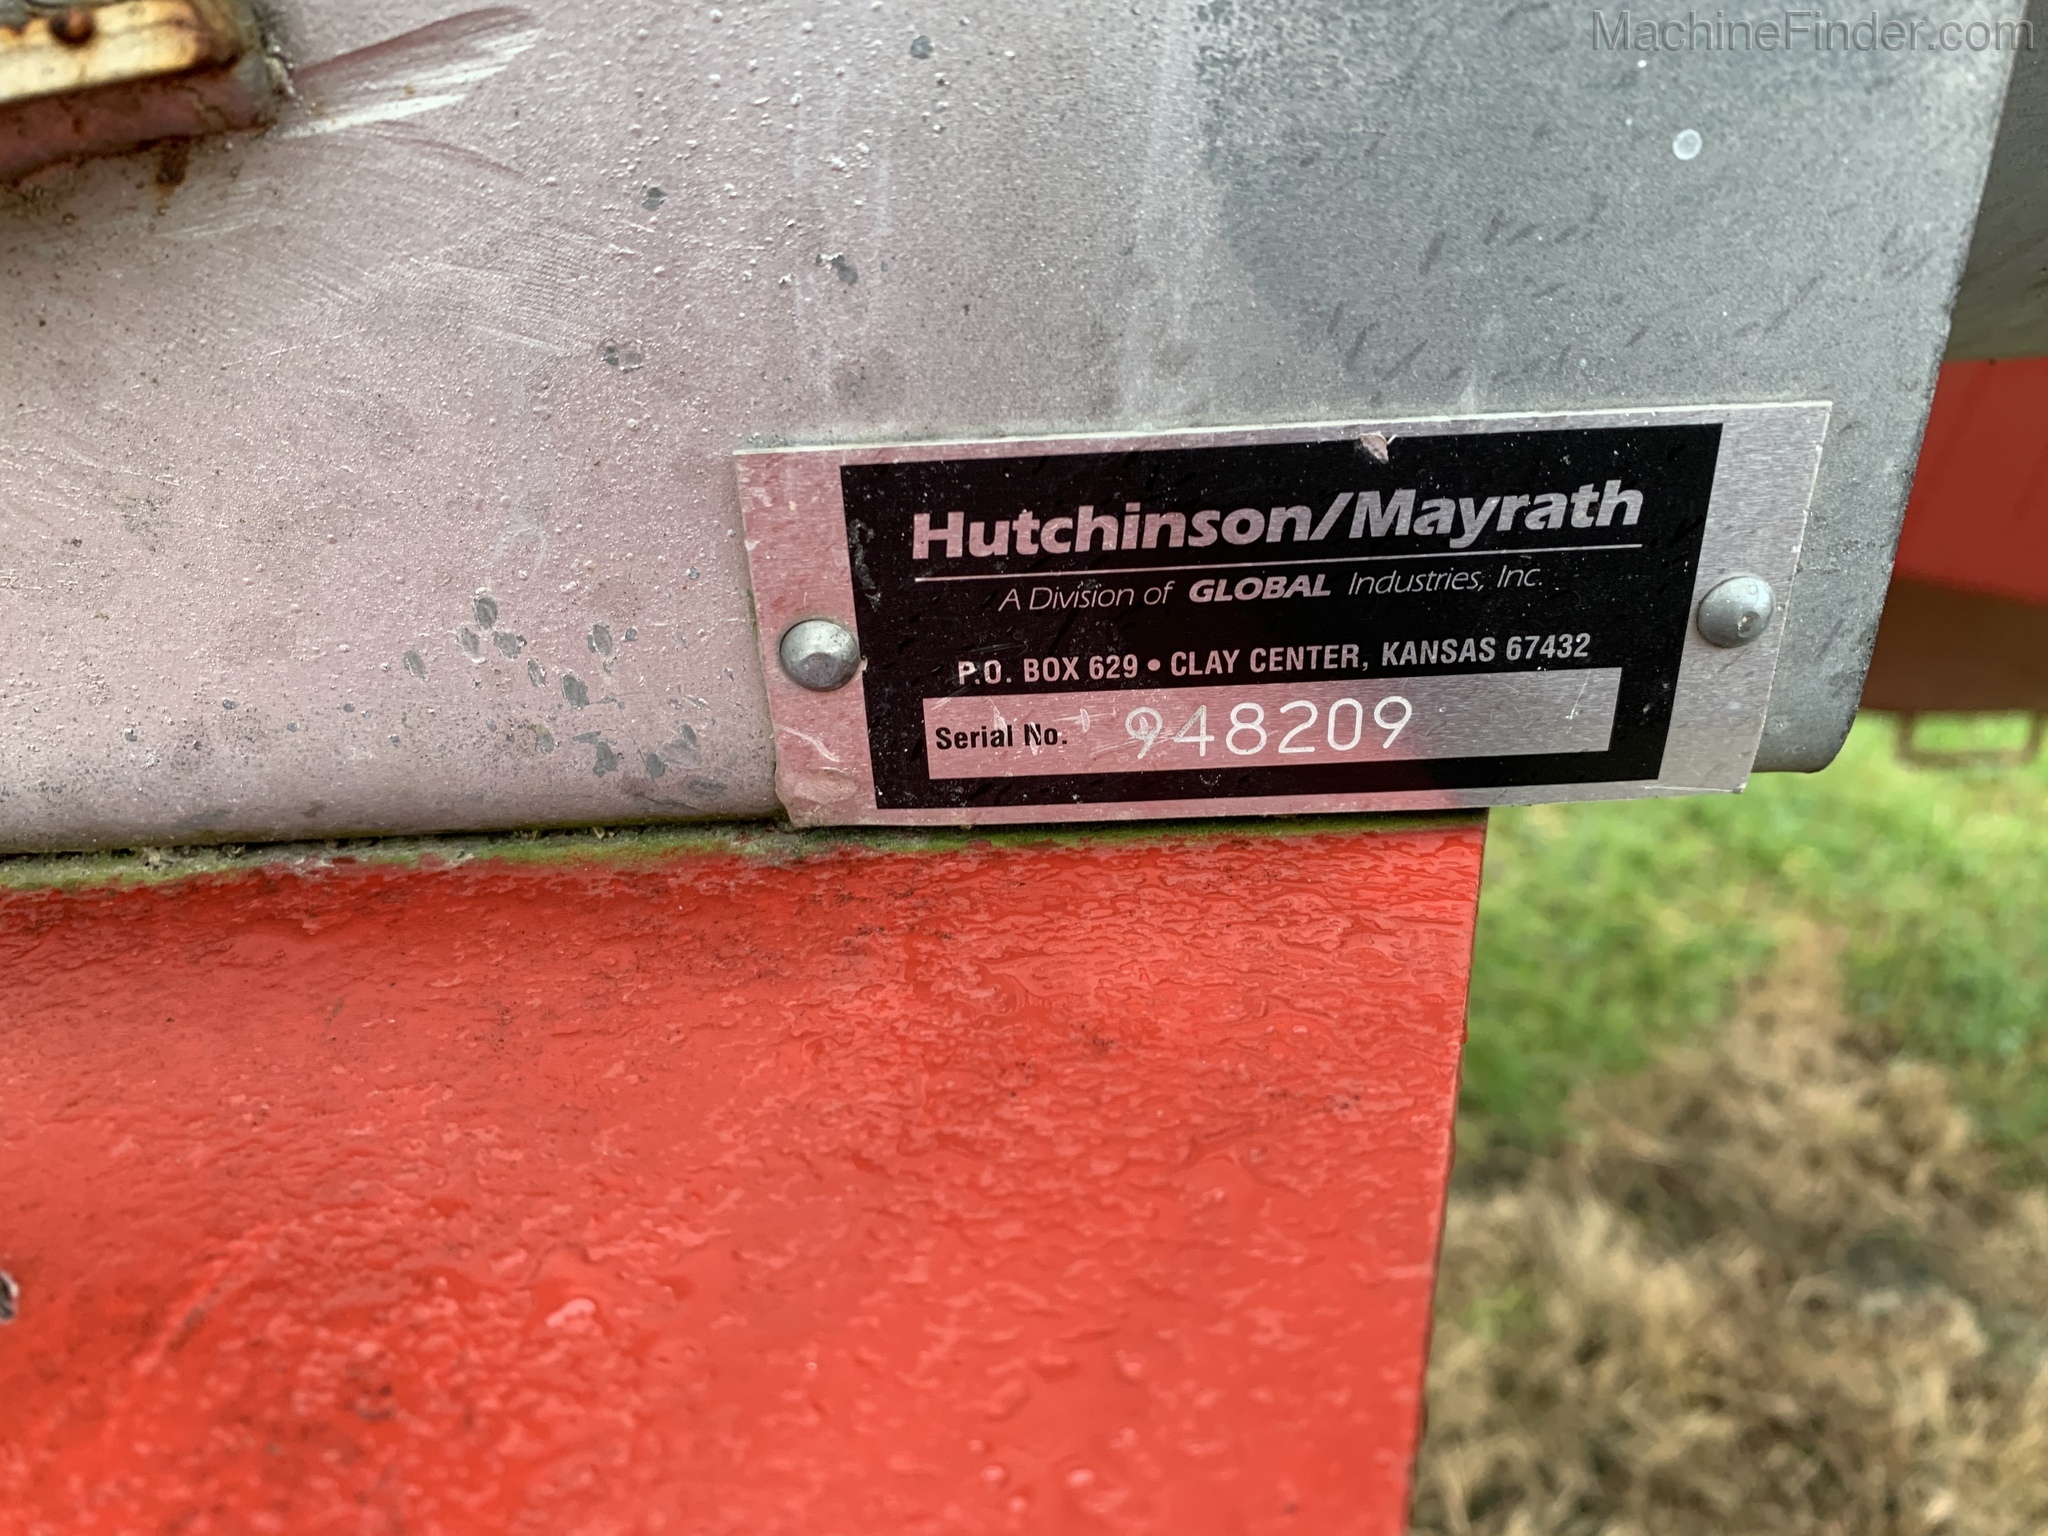 MachineFinder.com
Hutchinson/Mayrath
A Division of GLOBAL Industries, Inc.
P.O. BOX 629 • CLAY CENTER, KANSAS 67432
Serial No. 948209